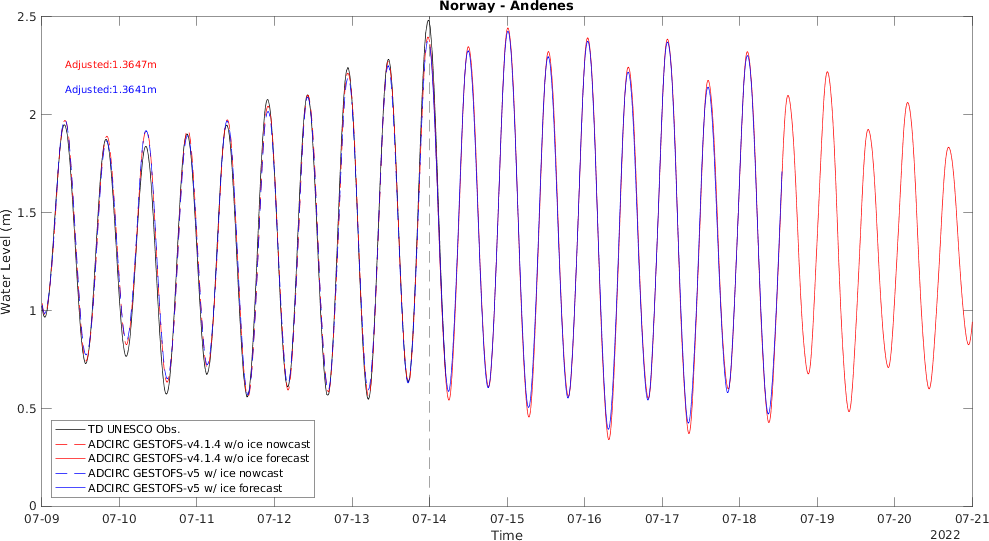 Norway - Andenes
2.5
2
1.5
1
0.5
0
Water Level (m)
Adjusted:1.3647m
Adjusted:1.3641m
TD UNESCO Obs.
ADCIRC GESTOFS-v4.1.4 w/o ice nowcast
ADCIRC GESTOFS-v4.1.4 w/o ice forecast
ADCIRC GESTOFS-v5 w/ ice nowcast
ADCIRC GESTOFS-v5 w/ ice forecast
07-09 07-10 07-11 07-12 07-13 07-14 07-15 07-16 07-17 07-18 07-19 07-20 07-21
Time
2022